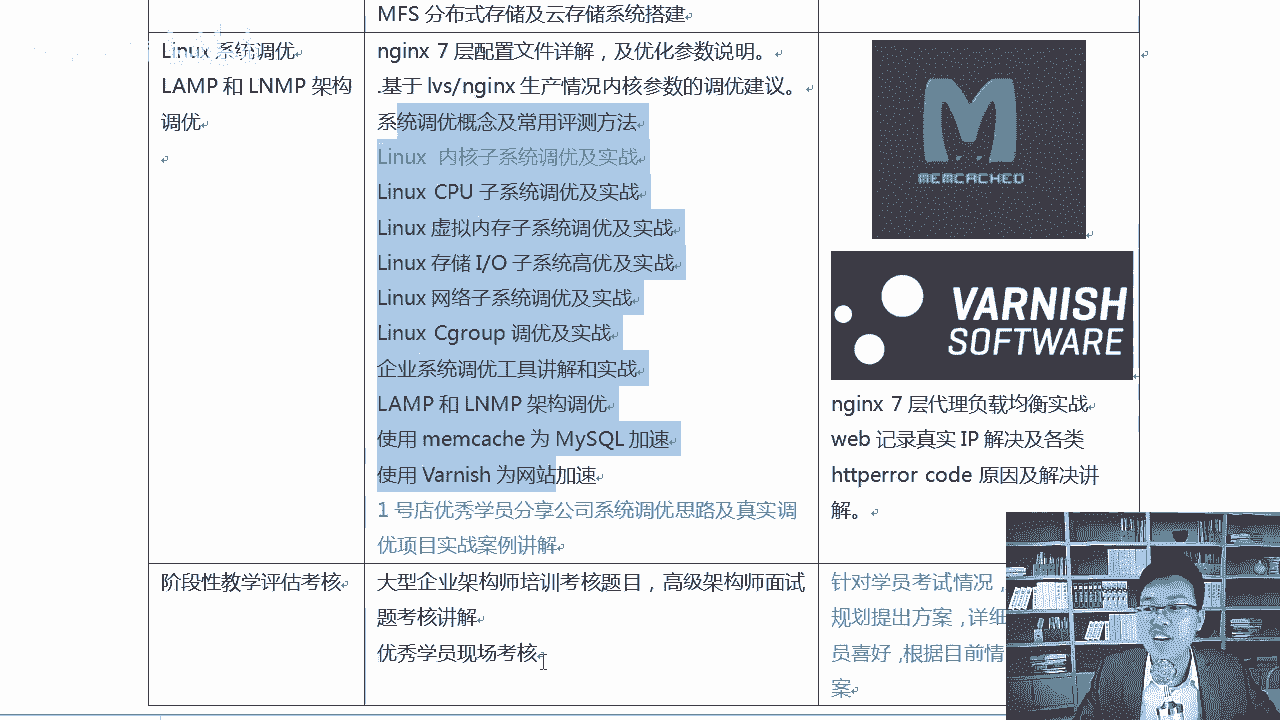 MFS 分布式存储及云存储系统搭建
Linux 系统调优
LAMP 和 LNMP 架构
调优
nginx 7 层配置文件详解，及优化参数说明。
.基于 lvs/nginx 生产情况内核参数的调优建议。
系统调优概念及常用评测方法
Linux 内核子系统调优及实战
Linux CPU 子系统调优及实战
Linux 虚拟内存子系统调优及实战
Linux 存储 I/O 子系统高优及实战
Linux 网络子系统调优及实战
Linux Cgroup 调优及实战
企业系统调优工具讲解和实战
LAMP 和 LNMP 架构调优
使用 memcache 为 MySQL 加速
使用 Varnish 为网站加速
1 号店优秀学员分享公司系统调优思路及真实调
优项目实战案例讲解
MEMCACHED
VARNISH
SOFTWARE
nginx 7 层代理负载均衡实战
web 记录真实 IP 解决及各类
httperror code 原因及解决讲
解。
阶段性教学评估考核
大型企业架构师培训考核题目，高级架构师面试
题考核讲解
优秀学员现场考核
针对学员考试情况，
规划提出方案，详细
员喜好，根据目前情
案